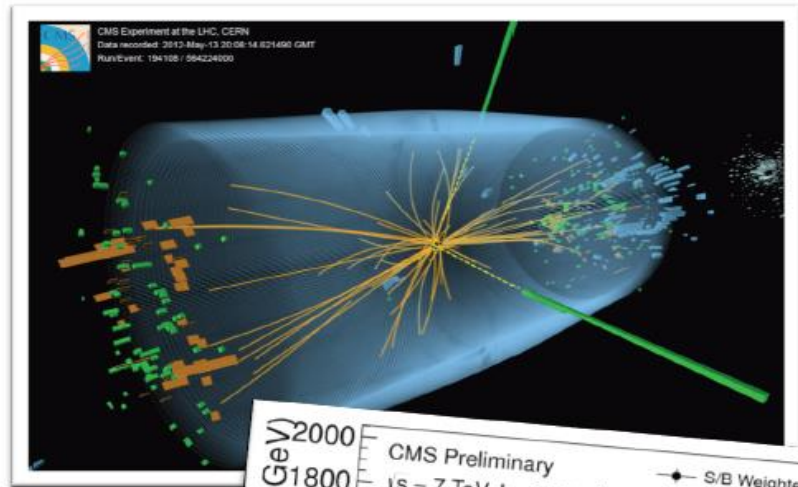 CMS
CMS Experiment at the LHC, CERN
Data recorded: 2012-May-13 20:08:14.621490 GMT
Run/Event: 194108 / 564224000
GeV)
2000
1800
CMS Preliminary
S/B Weighte